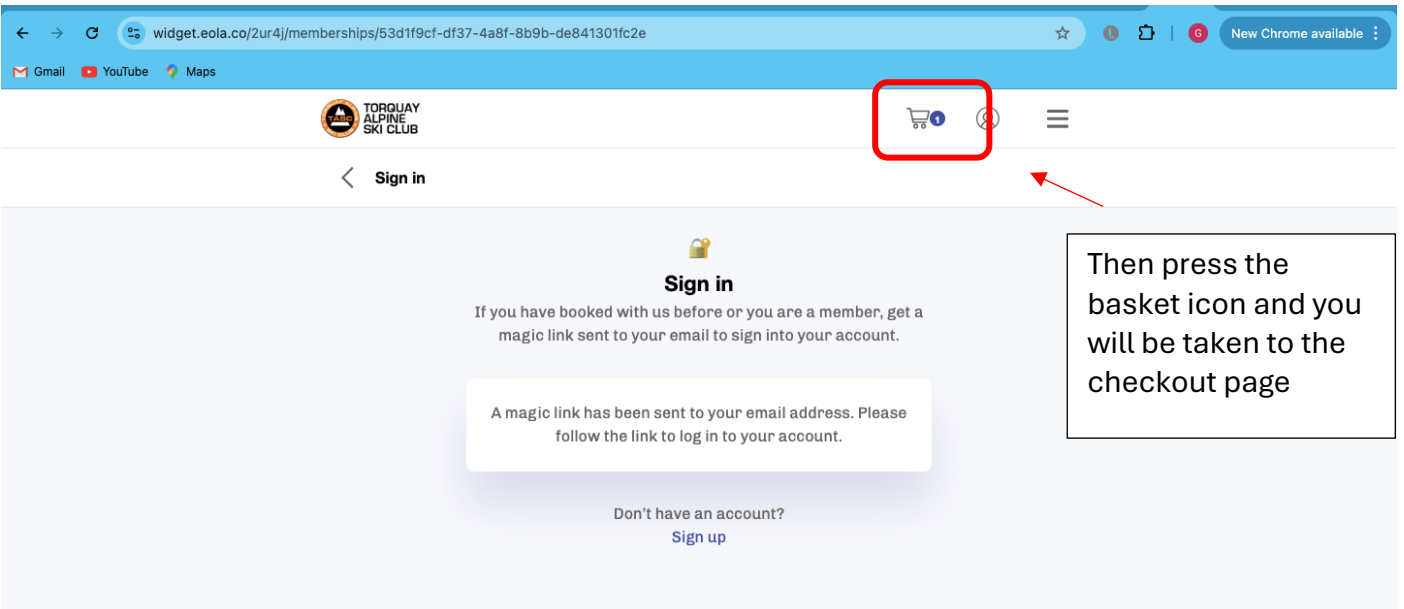 widget.eola.co/2ur4j/memberships/53d1f9cf-df37-4a8f-8b9b-de841301fc2e
G
New Chrome available
Gmail
YouTube
Maps
TASC
TORQUAY
ALPINE
SKI CLUB
1
Sign in
Sign in
If you have booked with us before or you are a member, get a
magic link sent to your email to sign into your account.
A magic link has been sent to your email address. Please
follow the link to log in to your account.
Don't have an account?
Sign up
Then press the
basket icon and you
will be taken to the
checkout page